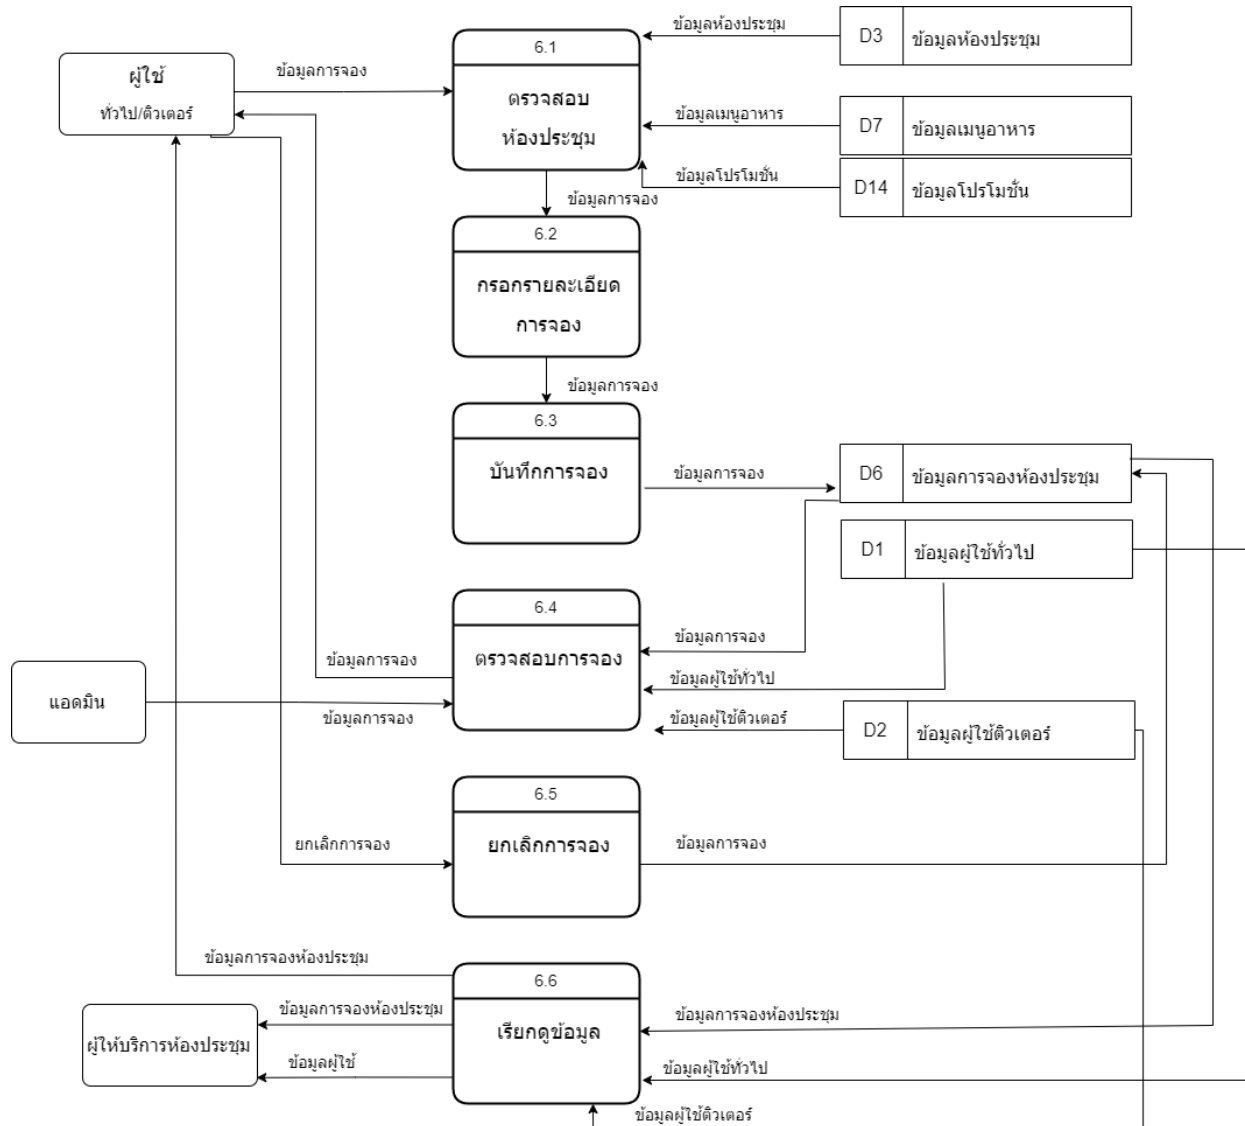 ข้อมูลห้องประชุม
D3
ข้อมูลห้องประชุม
6.1
ผู้ใช้
ทั่วไป/ติวเตอร์
ข้อมูลการจอง
ตรวจสอบ
ห้องประชุม
ข้อมูลเมนูอาหาร
D7
ข้อมูลเมนูอาหาร
ข้อมูลโปรโมชั่น
D14
ข้อมูลโปรโมชั่น
ข้อมูลการจอง
6.2
กรอกรายละเอียด
การจอง
ข้อมูลการจอง
6.3
บันทึกการจอง
ข้อมูลการจอง
D6
ข้อมูลการจองห้องประชุม
D1
ข้อมูลผู้ใช้ทั่วไป
6.4
ตรวจสอบการจอง
ข้อมูลการจอง
ข้อมูลการจอง
ข้อมูลผู้ใช้ทั่วไป
แอดมิน
ข้อมูลการจอง
ข้อมูลผู้ใช้ติวเตอร์
D2
ข้อมูลผู้ใช้ติวเตอร์
6.5
ยกเลิกการจอง
ยกเลิกการจอง
ข้อมูลการจอง
ข้อมูลการจองห้องประชุม
6.6
เรียกดูข้อมูล
ข้อมูลการจองห้องประชุม
ข้อมูลการจองห้องประชุม
ผู้ให้บริการห้องประชุม
ข้อมูลผู้ใช้
ข้อมูลผู้ใช้ทั่วไป
ข้อมูลผู้ใช้ติวเตอร์